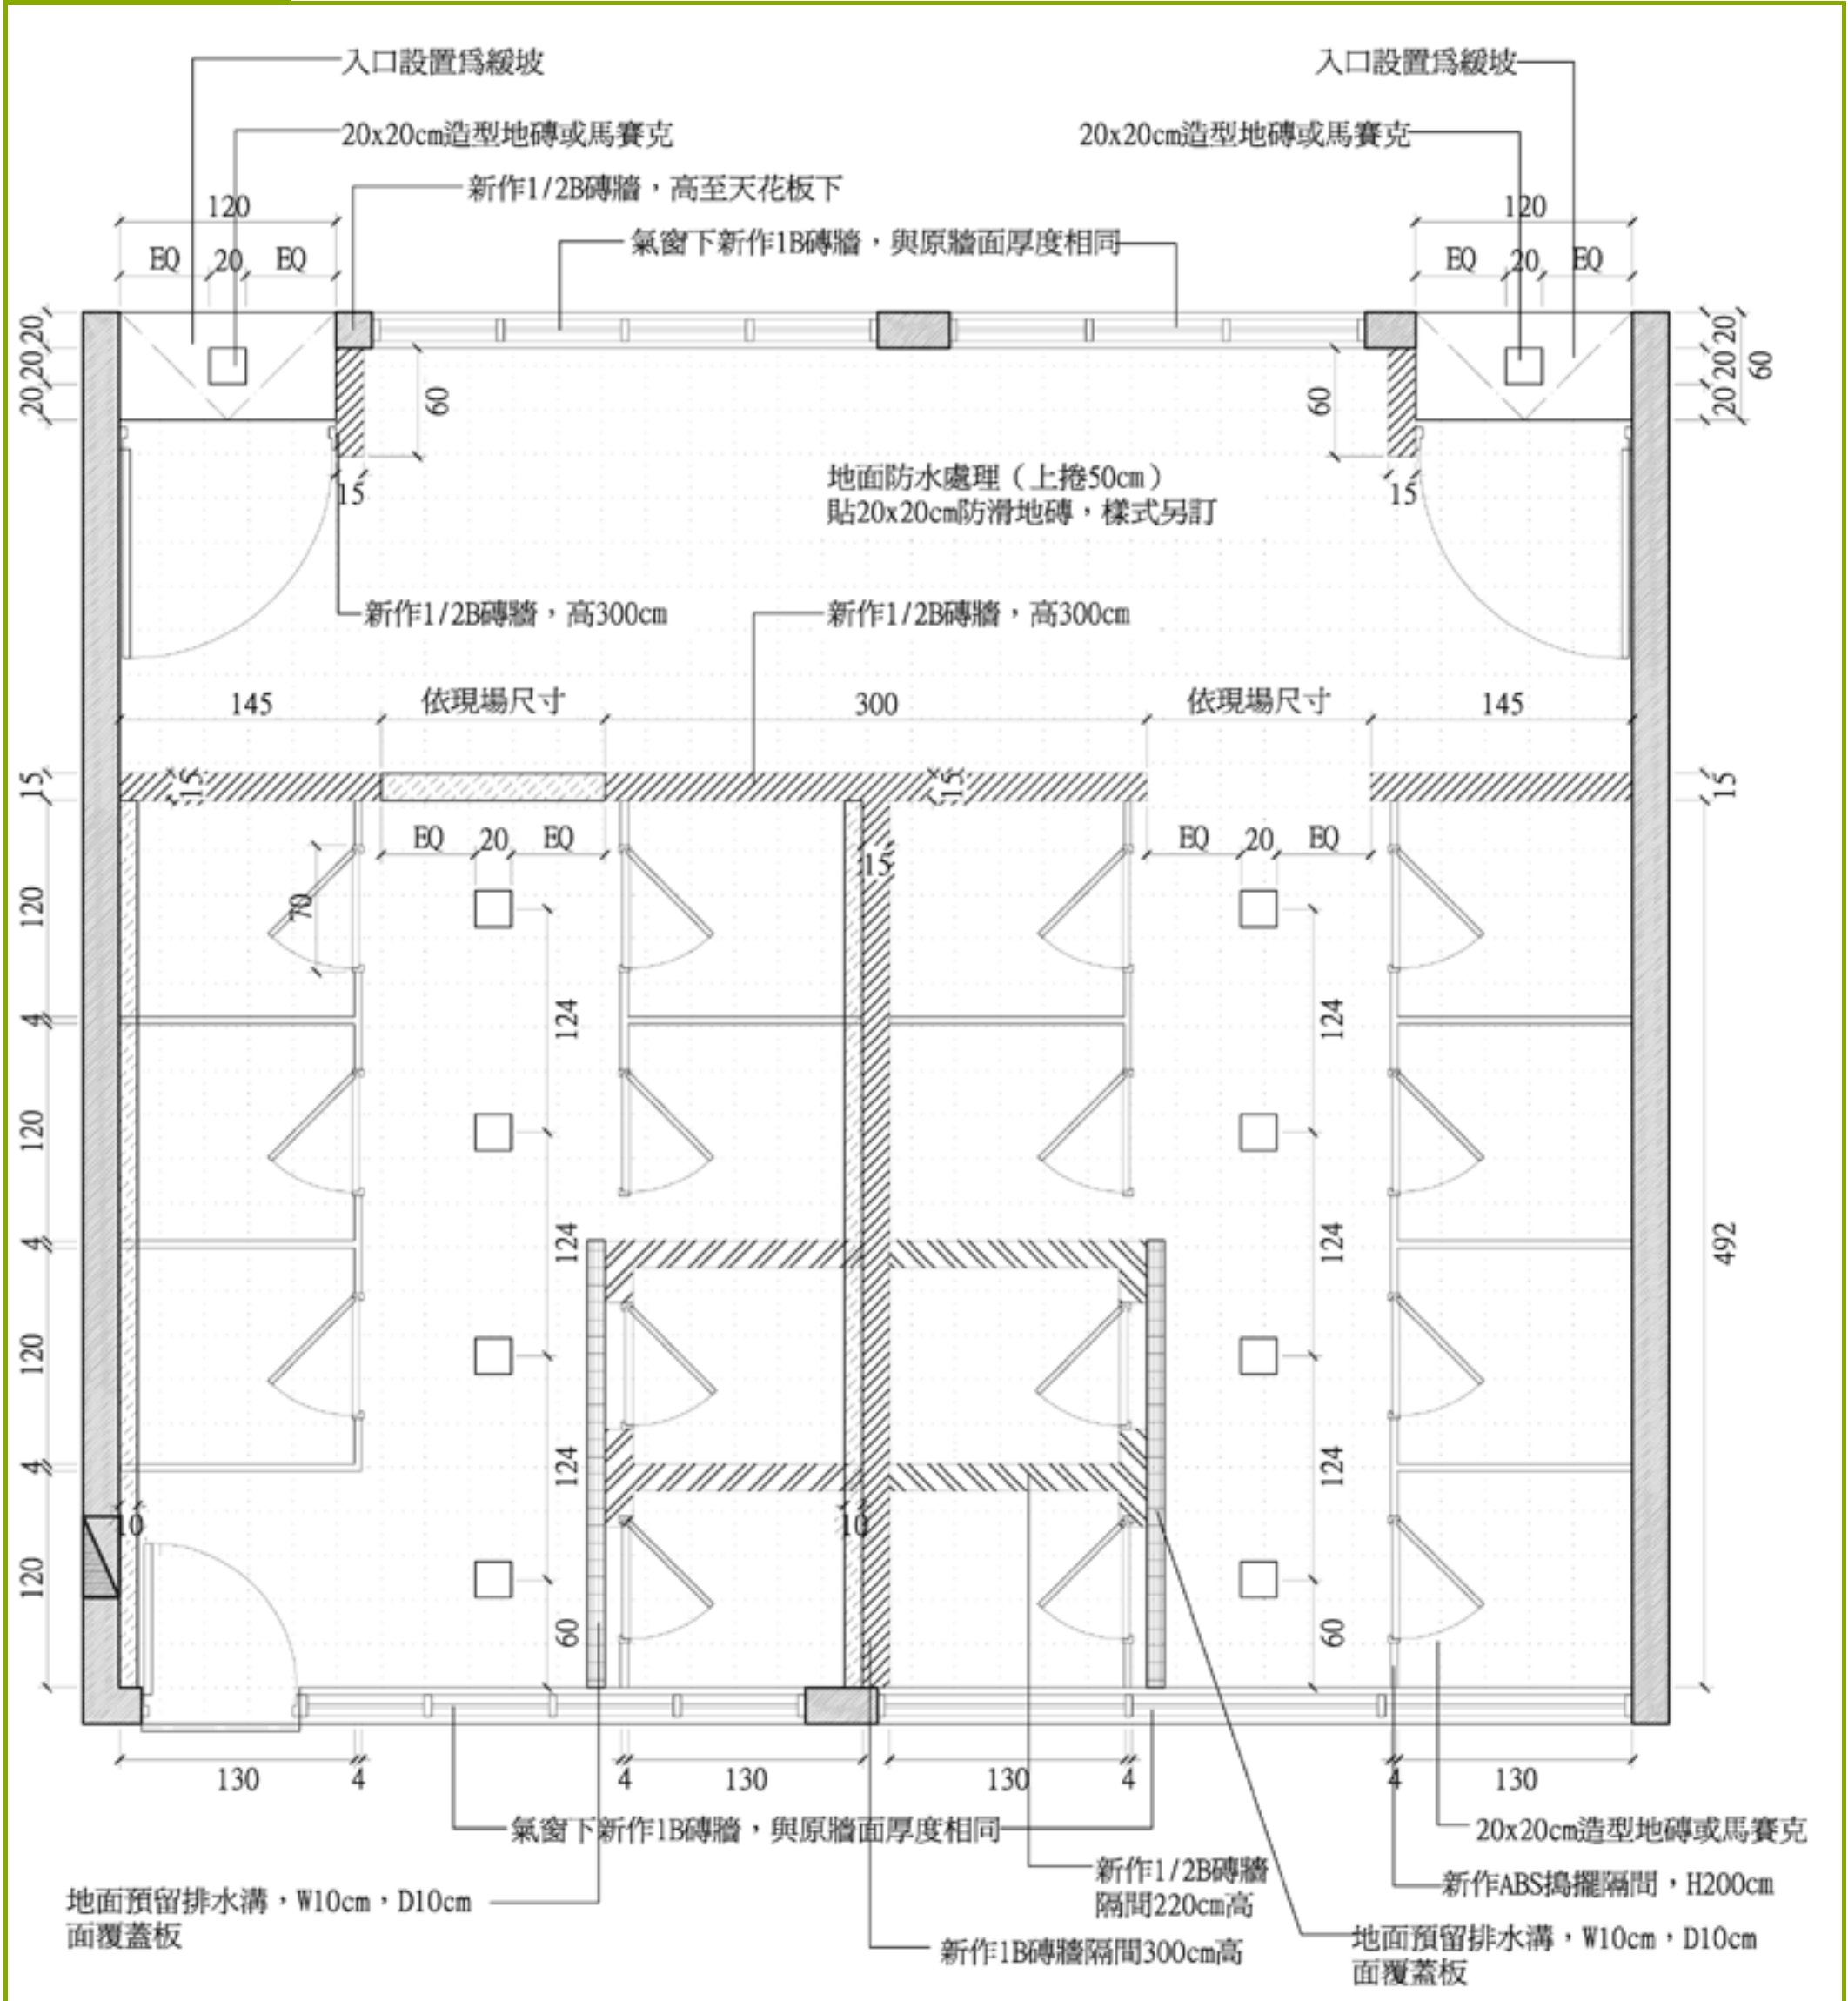 入口設置爲緩坡
入口設置爲緩坡
20x20cm造型地磚或馬賽克
20x20cm造型地磚或馬賽克
新作1/2B磚牆，高至天花板下
120
120
氣窗下新作1B磚牆，與原牆面厚度相同
EQ 20 EQ
EQ 20 EQ
20
20
20
20
20
20
60
60
60
15
15
地面防水處理（上捲50cm）
貼20x20cm防滑地磚，樣式另訂
新作1/2B磚牆，高300cm
新作1/2B磚牆，高300cm
145
依現場尺寸
300
依現場尺寸
145
15
15
15
15
EQ 20 EQ
15
EQ 20 EQ
120
70
4
124
124
120
4
124
124
492
120
4
124
124
10
10
120
60
60
130
4
4
130
130
4
4
130
氣窗下新作1B磚牆，與原牆面厚度相同
20x20cm造型地磚或馬賽克
新作1/2B磚牆
隔間220cm高
新作ABS搗擺隔間，H200cm
地面預留排水溝，W10cm，D10cm
面覆蓋板
新作1B磚牆隔間300cm高
地面預留排水溝，W10cm，D10cm
面覆蓋板